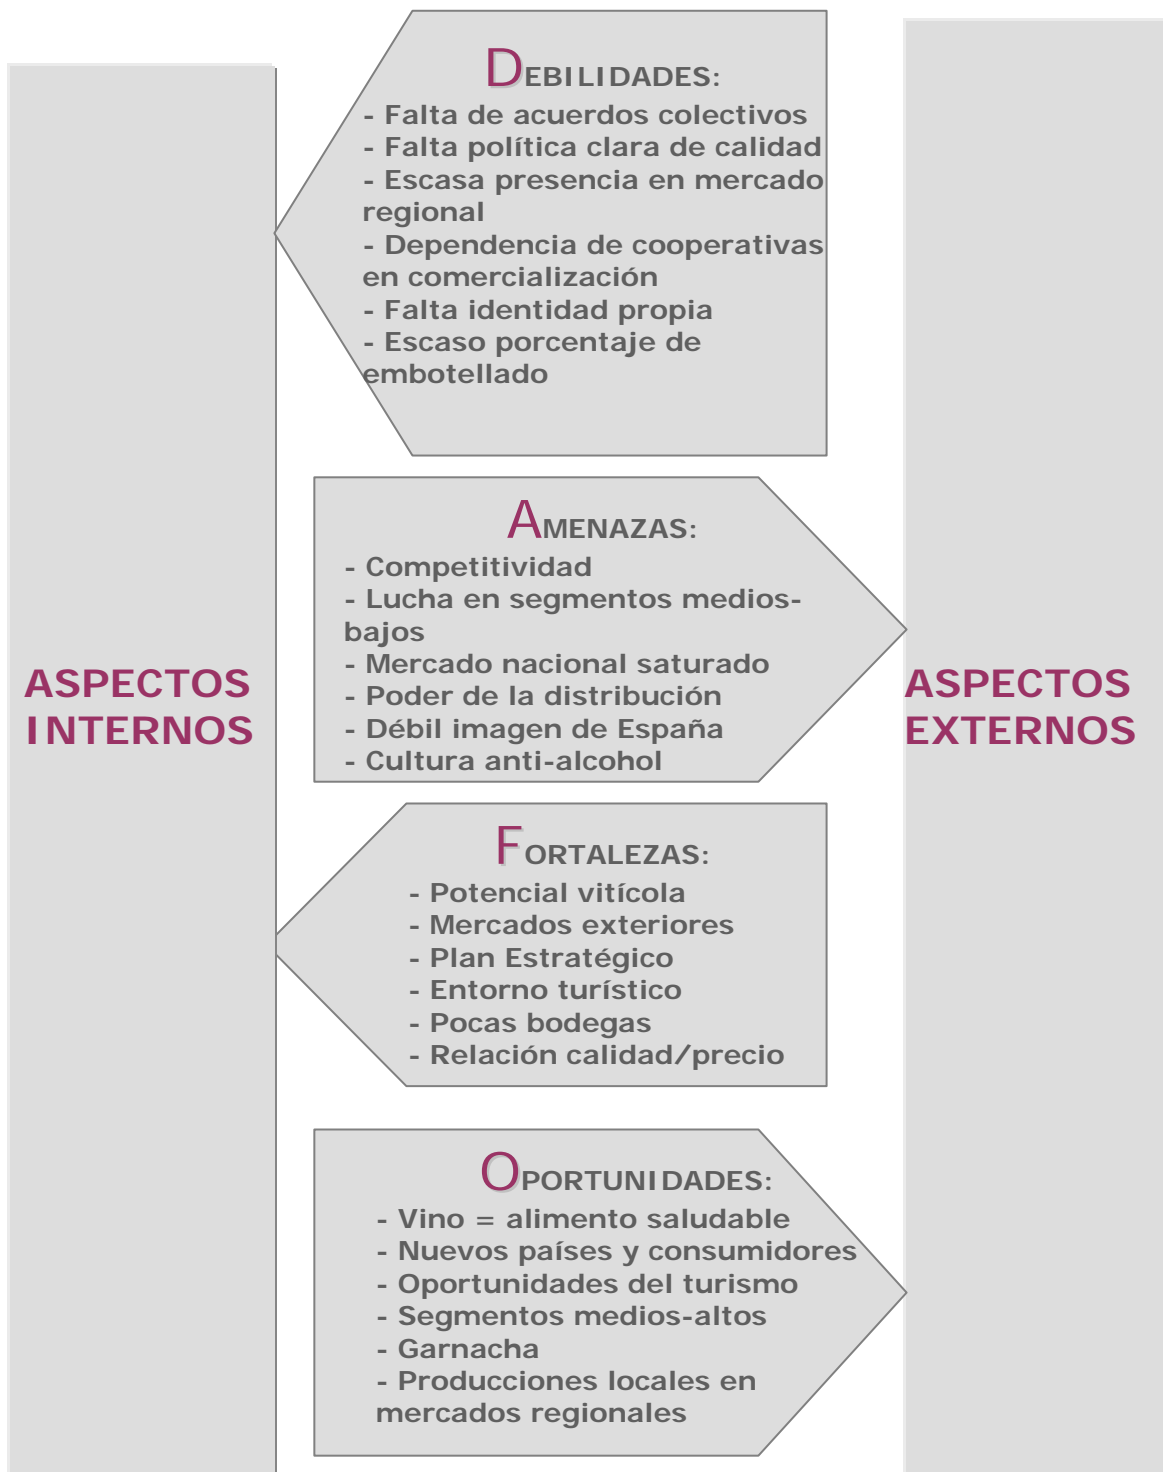 DEBILIDADES:
- Falta de acuerdos colectivos
- Falta política clara de calidad
- Escasa presencia en mercado
regional
- Dependencia de cooperativas
en comercialización
- Falta identidad propia
- Escaso porcentaje de
embotellado
AMENAZAS:
- Competitividad
- Lucha en segmentos medios-
bajos
- Mercado nacional saturado
- Poder de la distribución
- Débil imagen de España
- Cultura anti-alcohol
ASPECTOS
INTERNOS
ASPECTOS
EXTERNOS
FORTALEZAS:
- Potencial vitícola
- Mercados exteriores
- Plan Estratégico
- Entorno turístico
- Pocas bodegas
- Relación calidad/precio
OPORTUNIDADES:
- Vino = alimento saludable
- Nuevos países y consumidores
- Oportunidades del turismo
- Segmentos medios-altos
- Garnacha
- Producciones locales en
mercados regionales